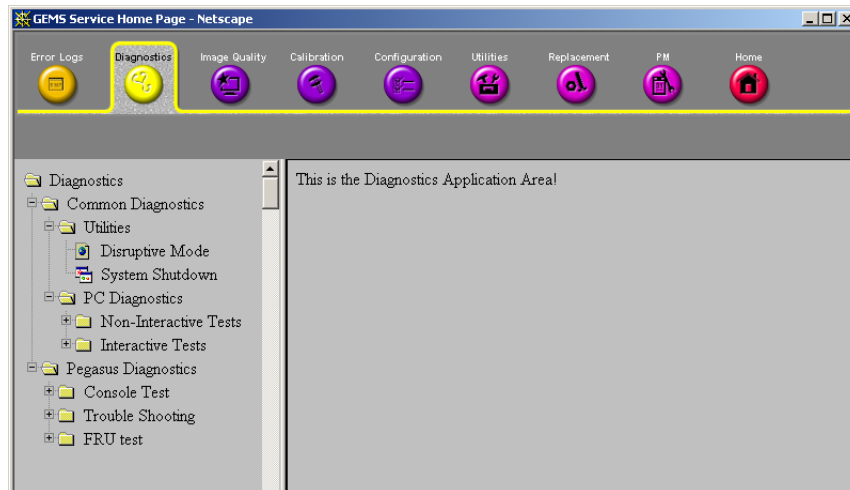 GEMS Service Home Page - Netscape
Error Logs Diagnostics Image Quality Calibration Configuration Utilities Replacement PM Home
This is the Diagnostics Application Area!
Diagnostics
Common Diagnostics
Utilities
Disruptive Mode
System Shutdown
PC Diagnostics
Non-Interactive Tests
Interactive Tests
Pegasus Diagnostics
Console Test
Trouble Shooting
FRU test